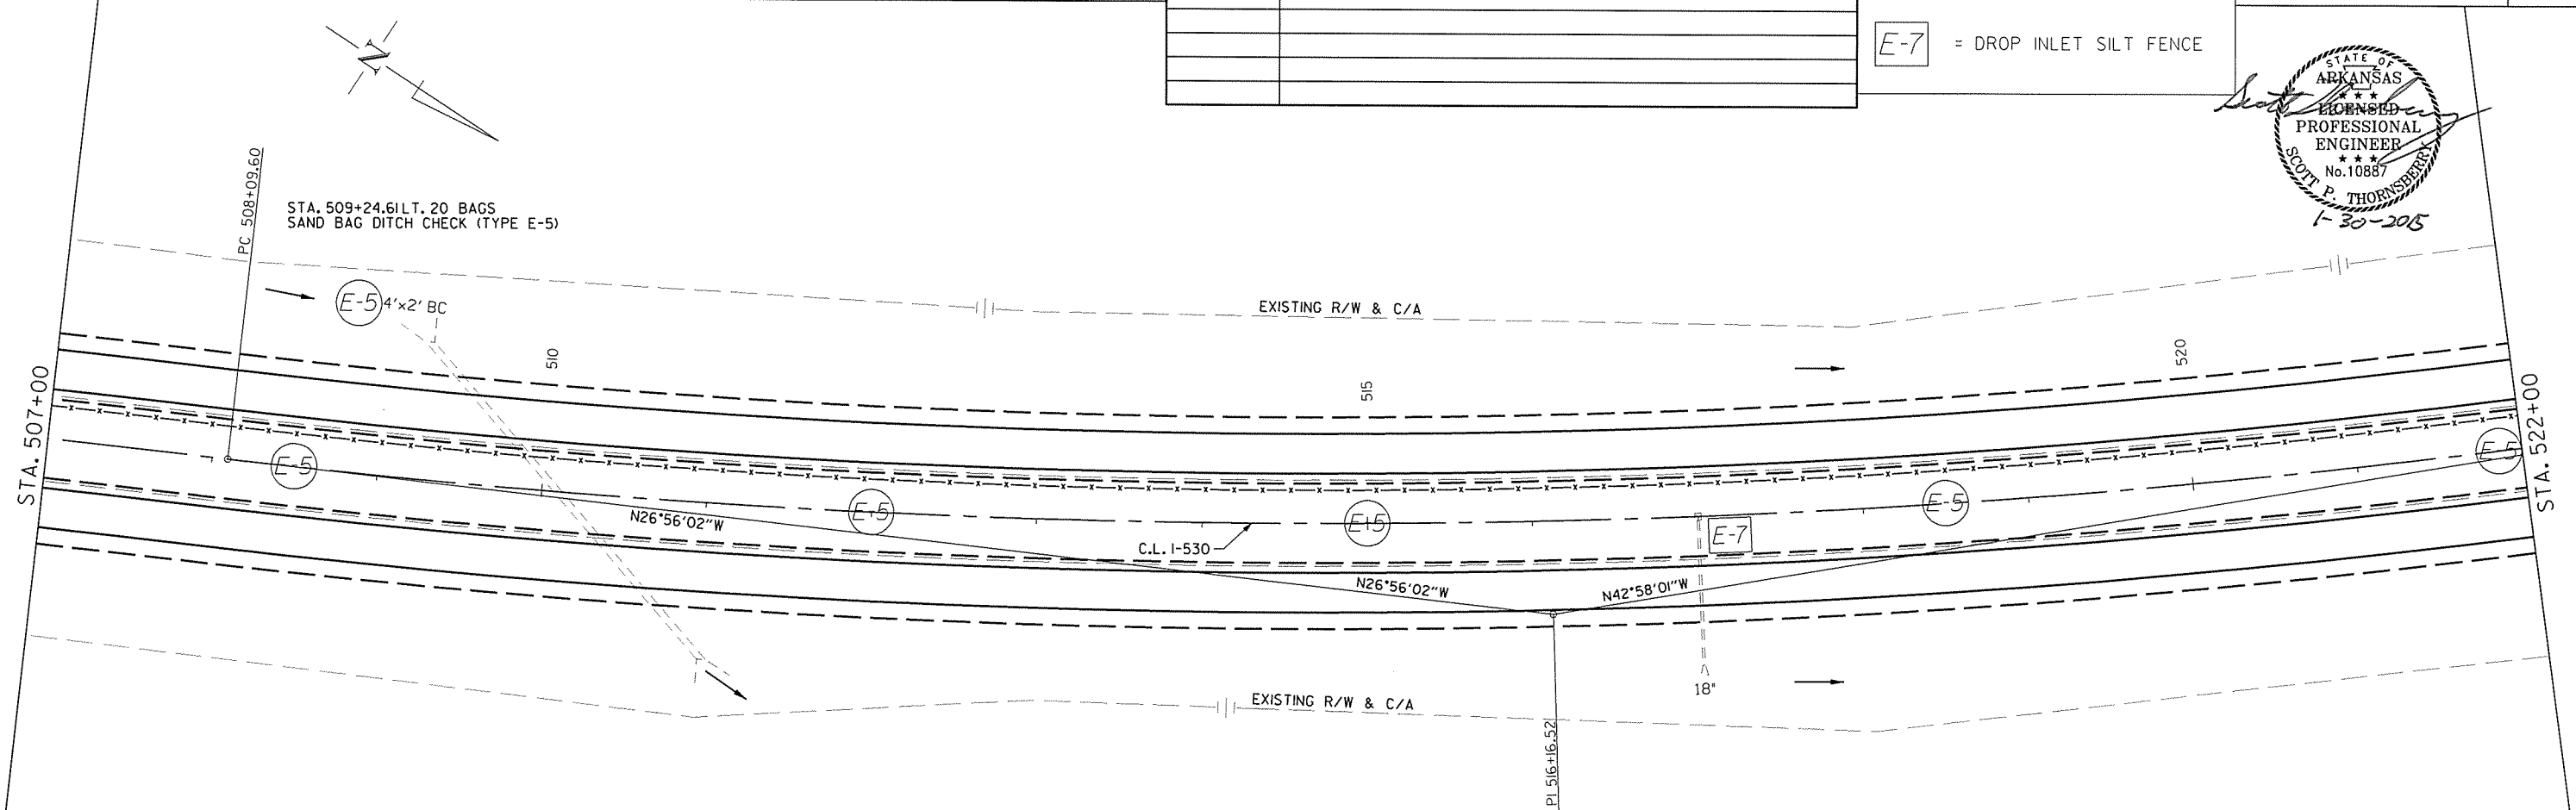 E-7 = DROP INLET SILT FENCE
STATE OF
ARKANSAS
★ ★ ★
LICENSED
PROFESSIONAL
ENGINEER
★ ★ ★
No.10887
SCOTT P. THORNSBERRY
1-30-2015
N
PC 508+09.60
STA. 509+24.61 LT. 20 BAGS
SAND BAG DITCH CHECK (TYPE E-5)
E-5
4'x2' BC
EXISTING R/W & C/A
510
515
520
STA. 507+00
STA. 522+00
E-5
E-5
E-5
E-5
E-5
N26°56'02"W
C.L. I-530
E-7
N26°56'02"W
N42°58'01"W
18"
EXISTING R/W & C/A
PI 516+16.52